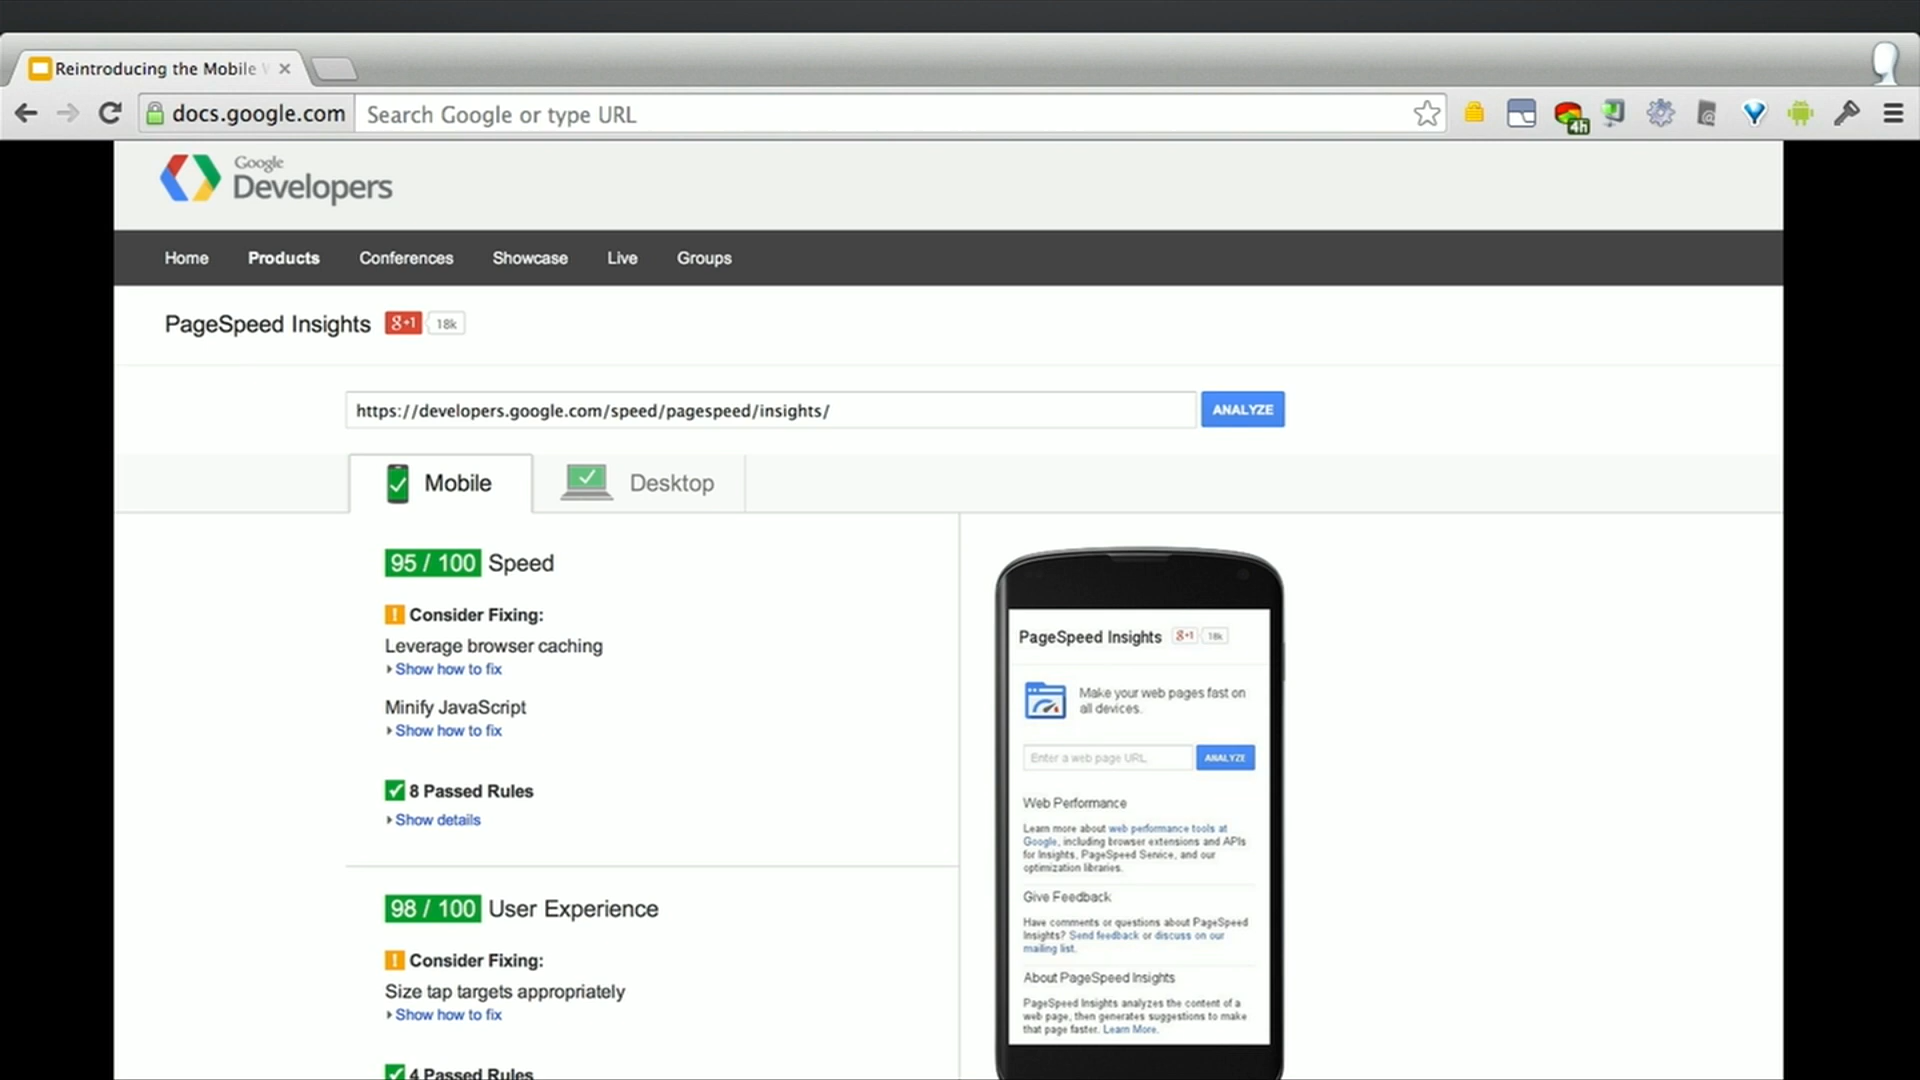 Reintroducing the Mobile
docs.google.com
Search Google or type URL
4h
Google
Developers
Home Products Conferences Showcase Live Groups
PageSpeed Insights g+1 18k
https://developers.google.com/speed/pagespeed/insights/ ANALYZE
Mobile Desktop
95 / 100 Speed
! Consider Fixing:
Leverage browser caching
Show how to fix
Minify JavaScript
Show how to fix
8 Passed Rules
Show details
98 / 100 User Experience
! Consider Fixing:
Size tap targets appropriately
Show how to fix
4 Passed Rules
PageSpeed Insights g+1 18k
Make your web pages fast on
all devices.
Enter a web page URL ANALYZE
Web Performance
Learn more about web performance tools at
Google, including browser extensions and APIs
for Insights, PageSpeed Service, and our
optimization libraries.
Give Feedback
Have comments or questions about PageSpeed
Insights? Send feedback or discuss on our
mailing list.
About PageSpeed Insights
PageSpeed Insights analyzes the content of a
web page, then generates suggestions to make
that page faster. Learn More.